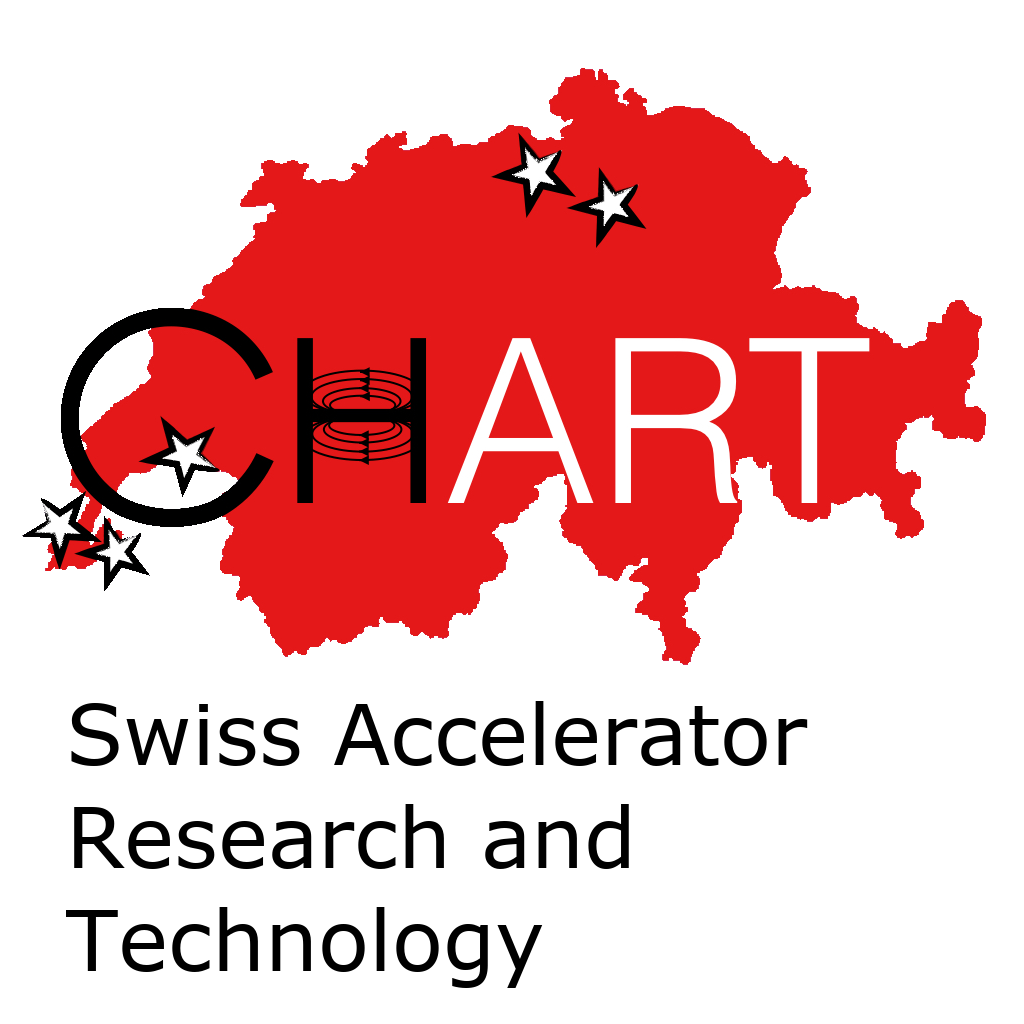 CHART
Swiss Accelerator
Research and
Technology